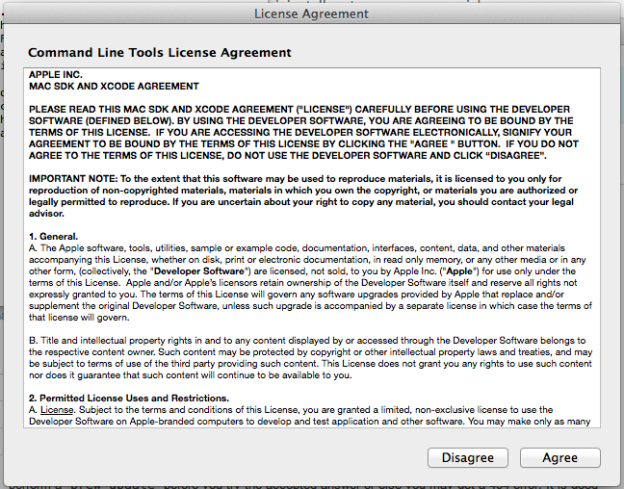 License Agreement
Command Line Tools License Agreement
APPLE INC.
MAC SDK AND XCODE AGREEMENT
PLEASE READ THIS MAC SDK AND XCODE AGREEMENT ("LICENSE") CAREFULLY BEFORE USING THE DEVELOPER
SOFTWARE (DEFINED BELOW). BY USING THE DEVELOPER SOFTWARE, YOU ARE AGREEING TO BE BOUND BY THE
TERMS OF THIS LICENSE.  IF YOU ARE ACCESSING THE DEVELOPER SOFTWARE ELECTRONICALLY, SIGNIFY YOUR
AGREEMENT TO BE BOUND BY THE TERMS OF THIS LICENSE BY CLICKING THE "AGREE " BUTTON.  IF YOU DO NOT
AGREE TO THE TERMS OF THIS LICENSE, DO NOT USE THE DEVELOPER SOFTWARE AND CLICK “DISAGREE”.
IMPORTANT NOTE: To the extent that this software may be used to reproduce materials, it is licensed to you only for
reproduction of non-copyrighted materials, materials in which you own the copyright, or materials you are authorized or
legally permitted to reproduce. If you are uncertain about your right to copy any material, you should contact your legal
advisor.
1. General.
A. The Apple software, tools, utilities, sample or example code, documentation, interfaces, content, data, and other materials
accompanying this License, whether on disk, print or electronic documentation, in read only memory, or any other media or in any
other form, (collectively, the "Developer Software") are licensed, not sold, to you by Apple Inc. ("Apple") for use only under the
terms of this License.  Apple and/or Apple's licensors retain ownership of the Developer Software itself and reserve all rights not
expressly granted to you. The terms of this License will govern any software upgrades provided by Apple that replace and/or
supplement the original Developer Software, unless such upgrade is accompanied by a separate license in which case the terms of
that license will govern.
B. Title and intellectual property rights in and to any content displayed by or accessed through the Developer Software belongs to
the respective content owner. Such content may be protected by copyright or other intellectual property laws and treaties, and may
be subject to terms of use of the third party providing such content. This License does not grant you any rights to use such content
nor does it guarantee that such content will continue to be available to you.
2. Permitted License Uses and Restrictions.
A. License. Subject to the terms and conditions of this License, you are granted a limited, non-exclusive license to use the
Developer Software on Apple-branded computers to develop and test application and other software. You may make only as many
Disagree
Agree